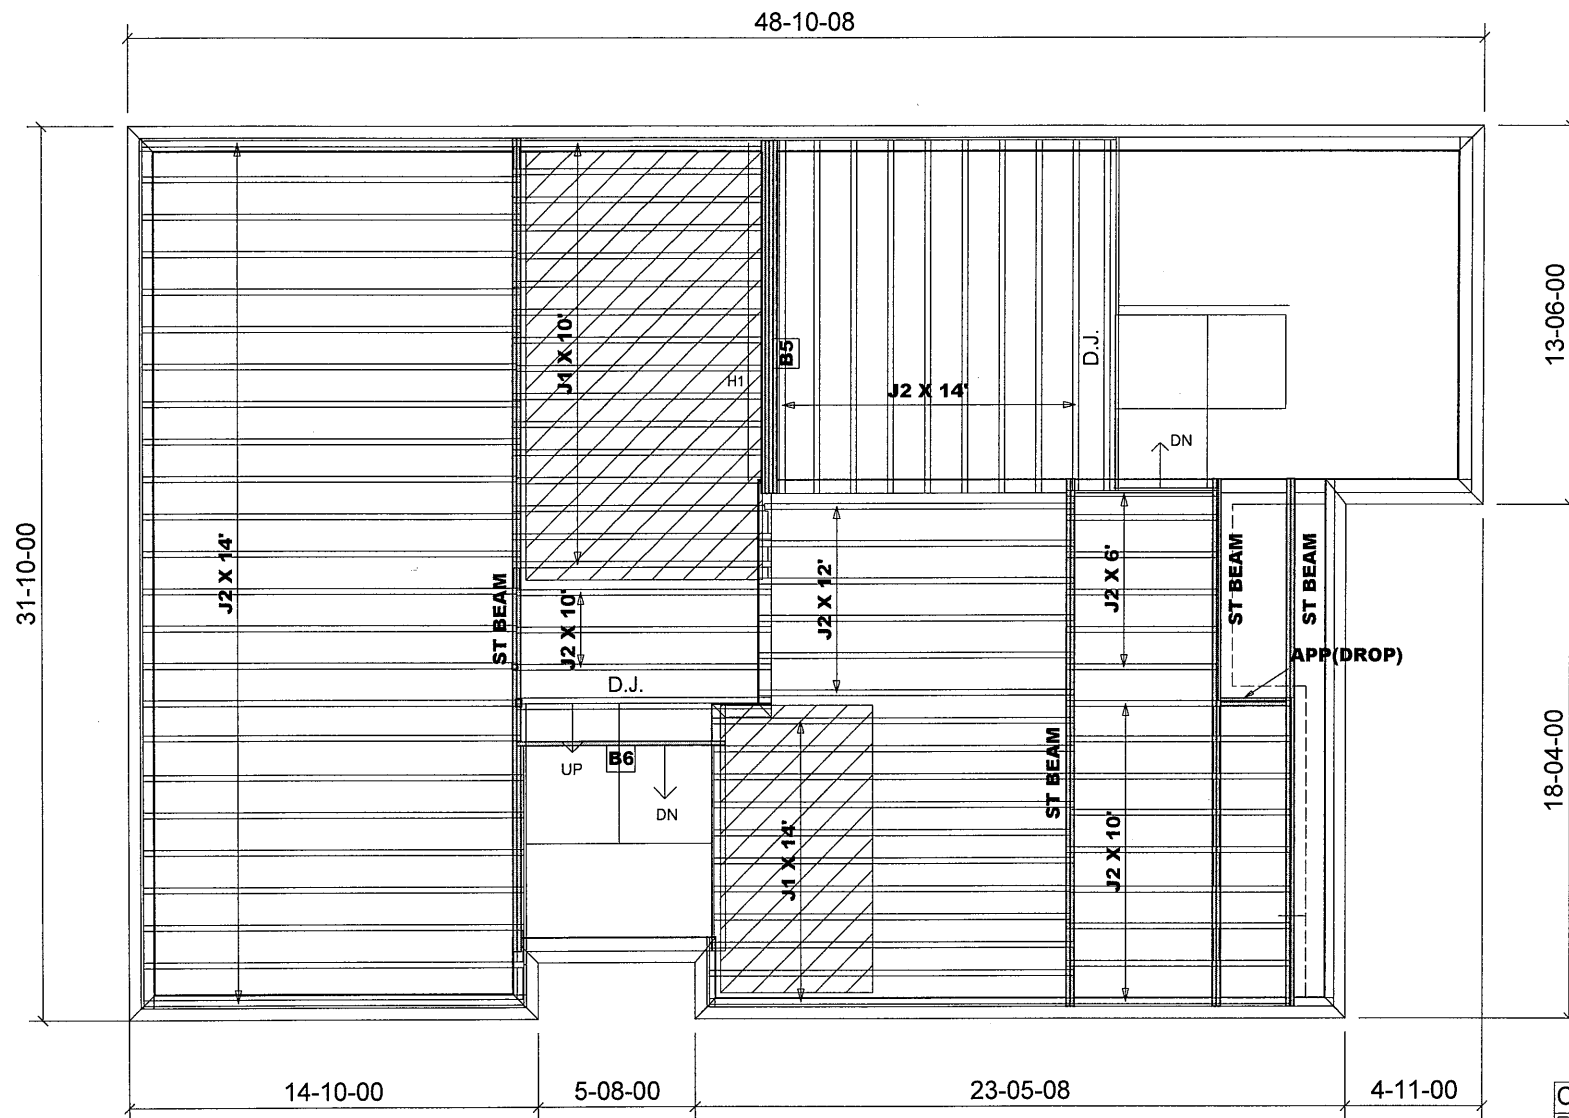 48-10-08
31-10-00
13-06-00
18-04-00
J2 X 14'
J1 X 10'
H1
B5
J2 X 14'
D.J.
DN
ST BEAM
J2 X 10'
D.J.
J2 X 12'
J2 X 6'
ST BEAM
ST BEAM
APP(DROP)
UP
B6
DN
J1 X 14'
ST BEAM
J2 X 10'
14-10-00
5-08-00
23-05-08
4-11-00